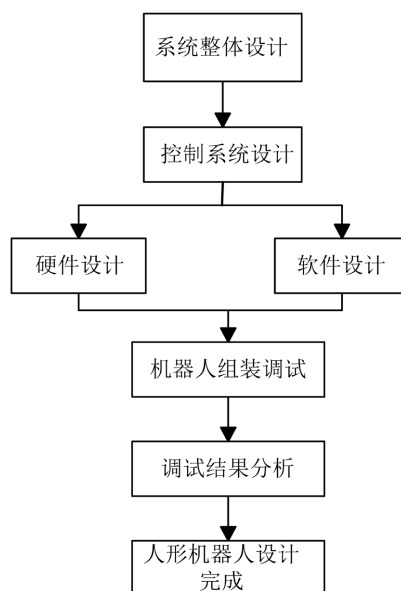 系统整体设计
控制系统设计
硬件设计
软件设计
机器人组装调试
调试结果分析
人形机器人设计
完成